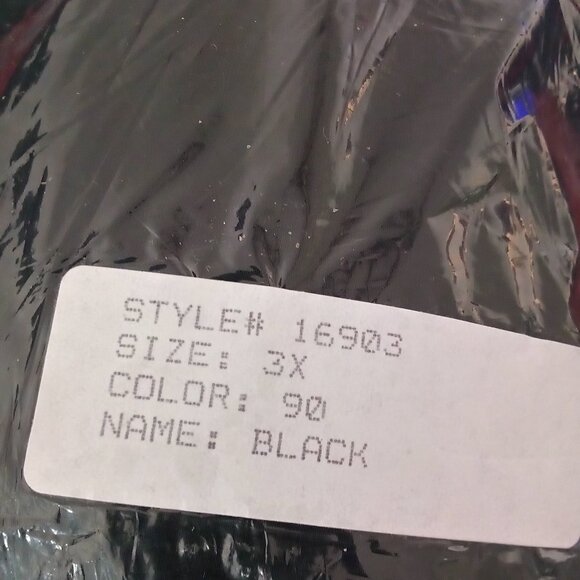 STYLE# 16903
SIZE: 3X
COLOR: 90
NAME: BLACK